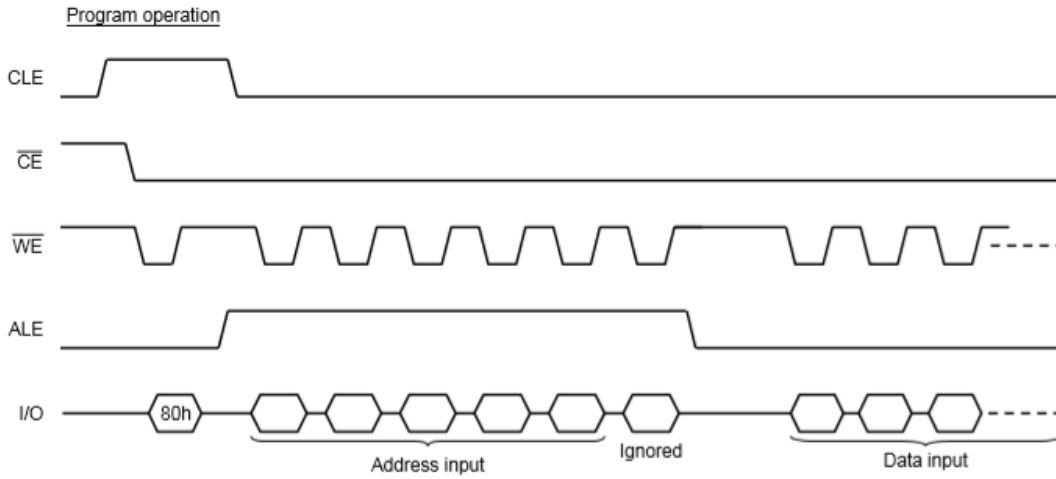 Program operation
CLE
CE
WE
ALE
I/O
80h
Address input
Ignored
Data input